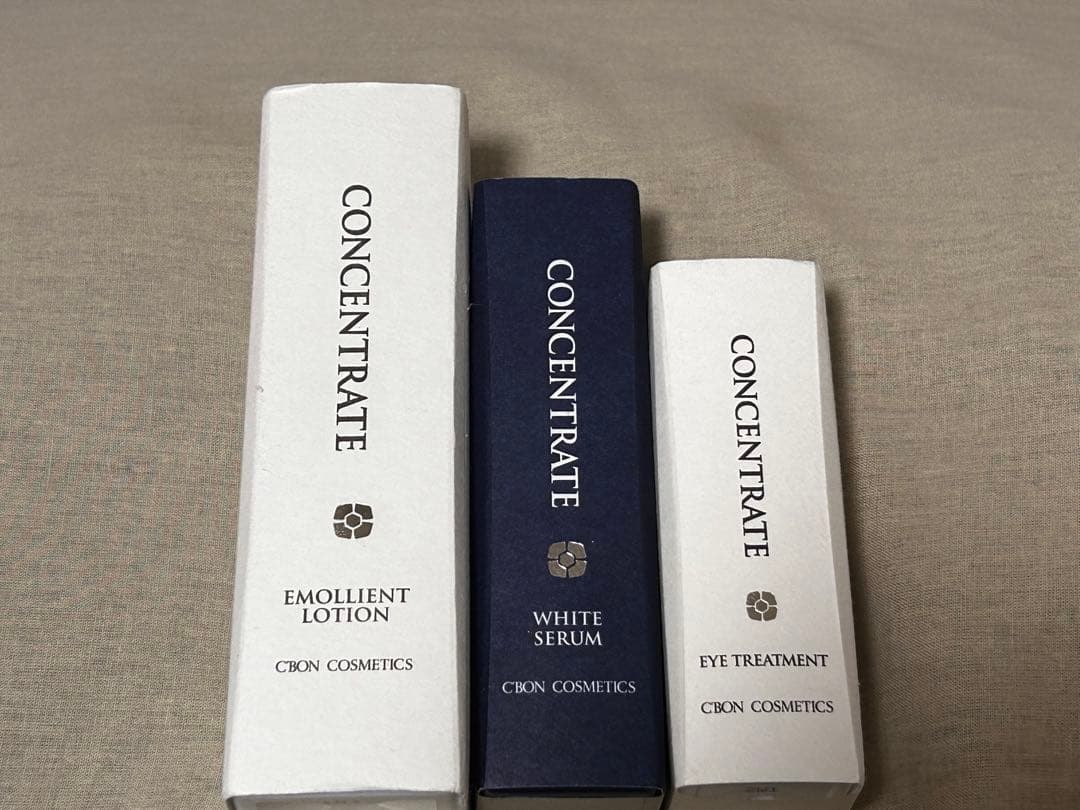 CONCENTRATE
EMOLLIENT
LOTION
C'BON COSMETICS
CONCENTRATE
WHITE
SERUM
C'BON COSMETICS
CONCENTRATE
EYE TREATMENT
C'BON COSMETICS